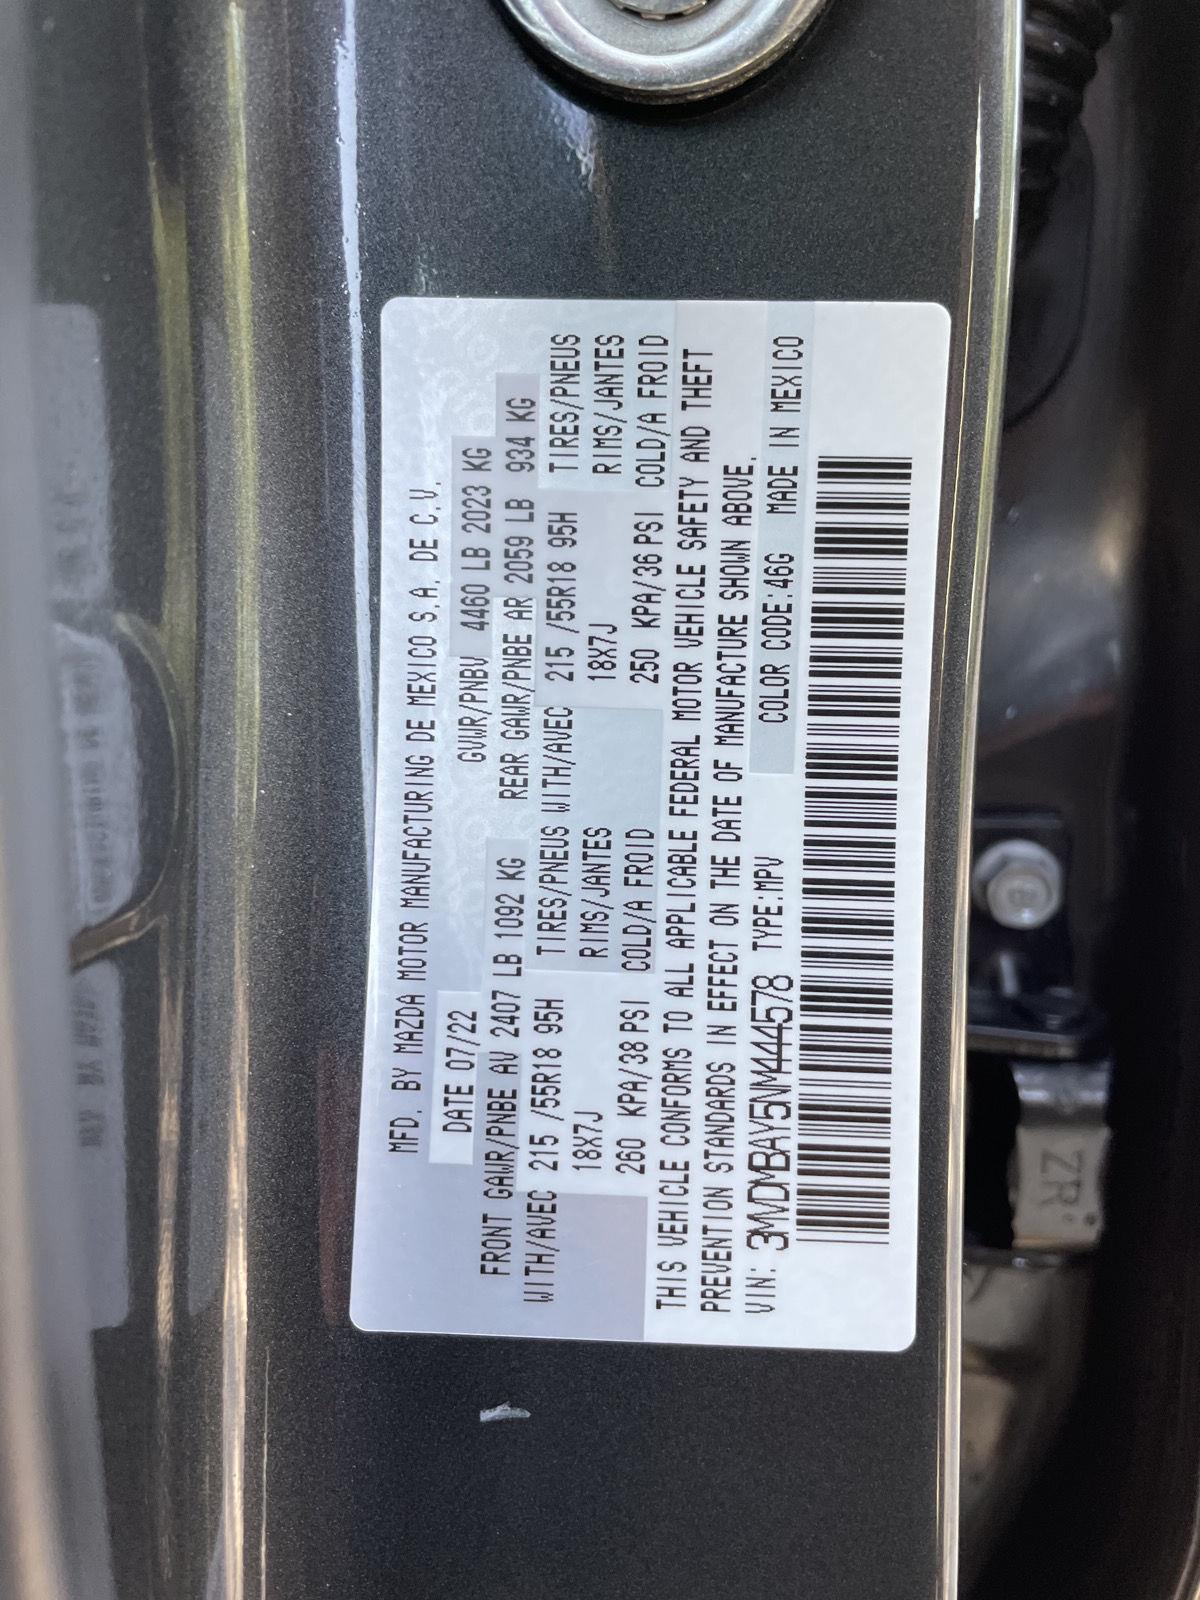 MFD. BY MAZDA MOTOR MANUFACTURING DE MEXICO S.A. DE C.V.
DATE 07/22 GVWR/PNBV 4460 LB 2023 KG
FRONT GAWR/PNBE AV 2407 LB 1092 KG REAR GAWR/PNBE AR 2059 LB 934 KG
WITH/AVEC 215 /55R18 95H TIRES/PNEUS WITH/AVEC 215 /55R18 95H TIRES/PNEUS
18X7J RIMS/JANTES 18X7J RIMS/JANTES
260 KPA/38 PSI COLD/A FROID 250 KPA/36 PSI COLD/A FROID
THIS VEHICLE CONFORMS TO ALL APPLICABLE FEDERAL MOTOR VEHICLE SAFETY AND THEFT
PREVENTION STANDARDS IN EFFECT ON THE DATE OF MANUFACTURE SHOWN ABOVE.
VIN: 3MVDMBAY5NM444578 TYPE:MPV COLOR CODE.46G MADE IN MEXICO
ZR
8